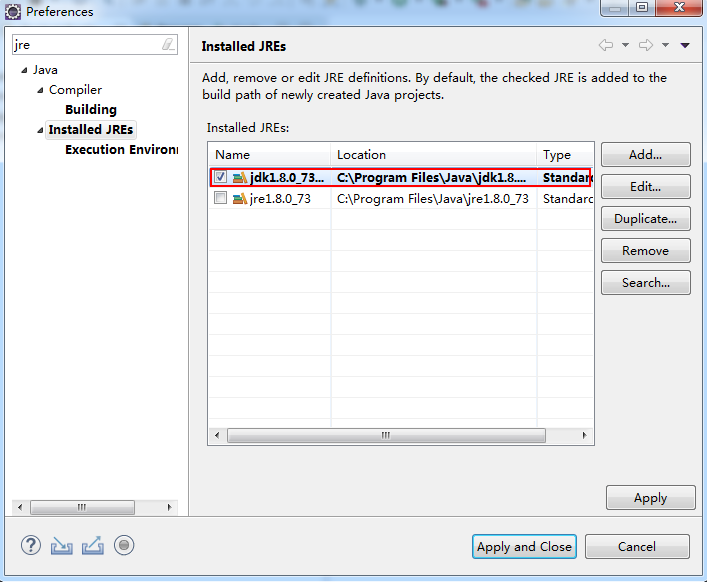 Preferences
jre
Java
Compiler
Building
Installed JREs
Execution Environ
Installed JREs
Add, remove or edit JRE definitions. By default, the checked JRE is added to the
build path of newly created Java projects.
Installed JREs:
Name Location Type
jdk1.8.0_73... C:\Program Files\Java\jdk1.8.... Standard
jre1.8.0_73 C:\Program Files\Java\jre1.8.0_73 Standard
Add...
Edit...
Duplicate...
Remove
Search...
Apply
Apply and Close Cancel